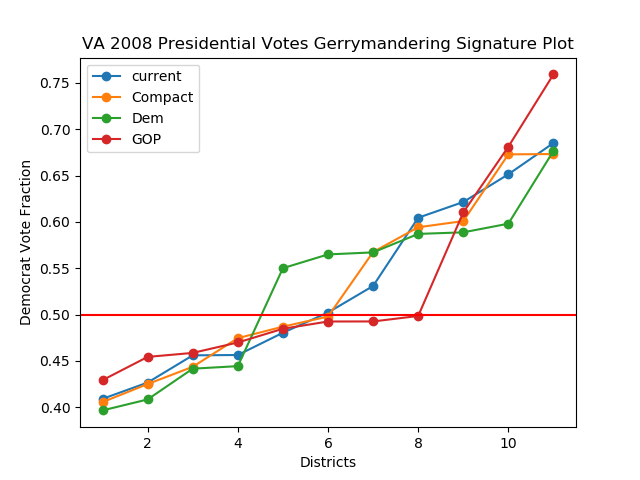 VA 2008 Presidential Votes Gerrymandering Signature Plot
current
Compact
Dem
GOP
Democrat Vote Fraction
0.75
0.70
0.65
0.60
0.55
0.50
0.45
0.40
2 4 6 8 10
Districts